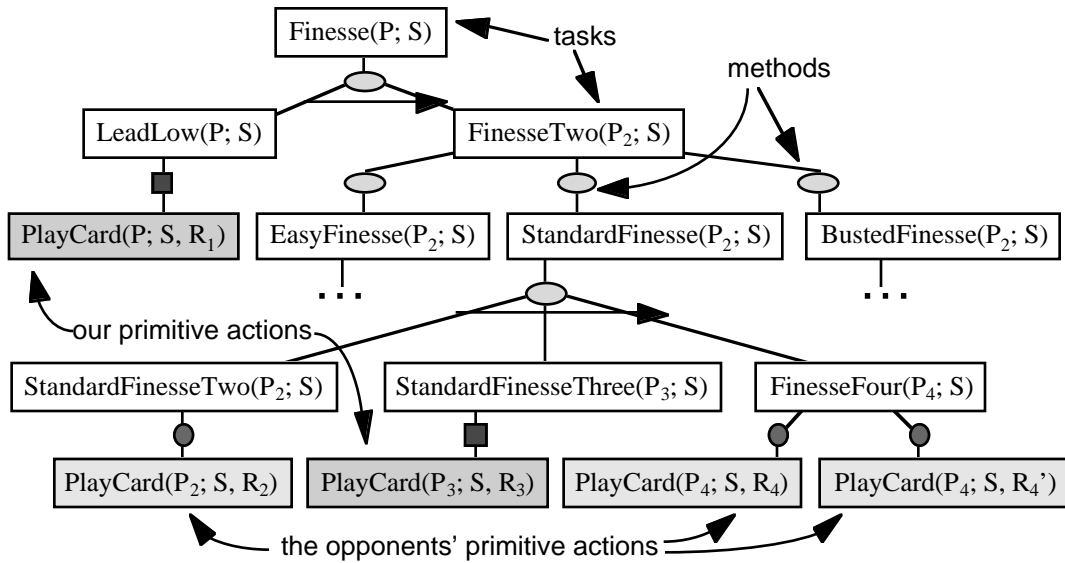 Finesse(P; S)
tasks
methods
LeadLow(P; S)
FinesseTwo(P₂; S)
PlayCard(P; S, R₁)
EasyFinesse(P₂; S)
StandardFinesse(P₂; S)
BustedFinesse(P₂; S)
...
...
our primitive actions
StandardFinesseTwo(P₂; S)
StandardFinesseThree(P₃; S)
FinesseFour(P₄; S)
PlayCard(P₂; S, R₂)
PlayCard(P₃; S, R₃)
PlayCard(P₄; S, R₄)
PlayCard(P₄; S, R₄’)
the opponents’ primitive actions